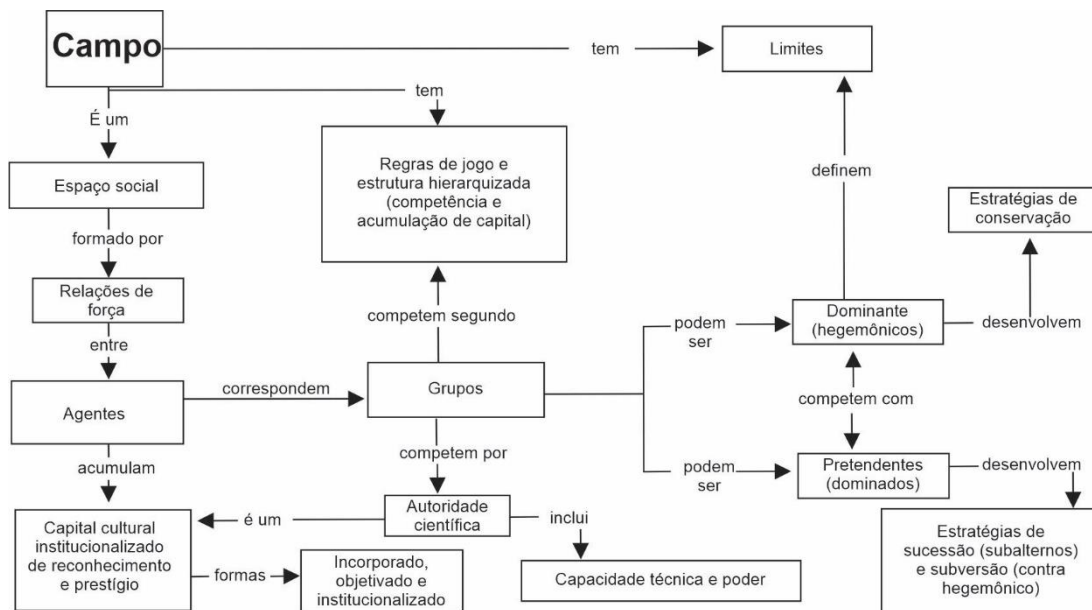 Campo
tem
Limites
É um
tem
Espaço social
Regras de jogo e
estrutura hierarquizada
(competência e
acumulação de capital)
definem
Estratégias de
conservação
formado por
Relações de
força
competem segundo
podem
ser
Dominante
(hegemônicos)
desenvolvem
entre
Agentes
correspondem
Grupos
competem com
acumulam
competem por
podem
ser
Pretendentes
(dominados)
desenvolvem
Capital cultural
institucionalizado
de reconhecimento
e prestígio
é um
Autoridade
científica
inclui
Estratégias de
sucessão (subalternos)
e subversão (contra
hegemônico)
formas
Incorporado,
objetivado e
institucionalizado
Capacidade técnica e poder